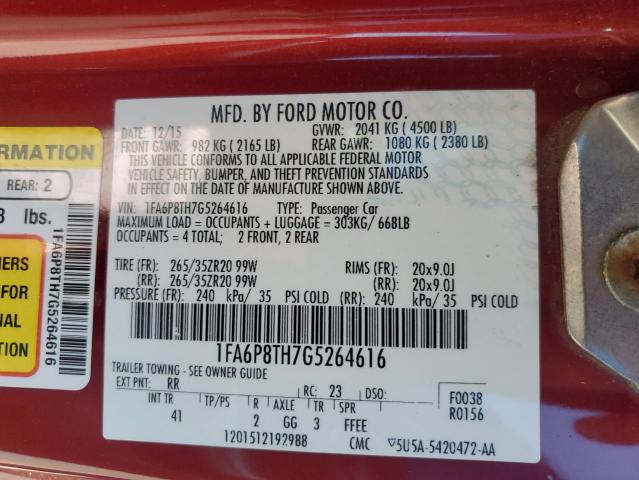 MFD. BY FORD MOTOR CO.
DATE: 12/15 GVWR: 2041 KG ( 4500 LB)
FRONT GAWR: 982 KG ( 2165 LB) REAR GAWR: 1080 KG ( 2380 LB)
THIS VEHICLE CONFORMS TO ALL APPLICABLE FEDERAL MOTOR
VEHICLE SAFETY, BUMPER, AND THEFT PREVENTION STANDARDS
IN EFFECT ON THE DATE OF MANUFACTURE SHOWN ABOVE.
VIN: 1FA6P8TH7G5264616 TYPE: Passenger Car
MAXIMUM LOAD = OCCUPANTS + LUGGAGE = 303KG/ 668LB
OCCUPANTS = 4 TOTAL; 2 FRONT, 2 REAR
TIRE (FR): 265/35ZR20 99W RIMS (FR): 20x9.0J
(RR): 265/35ZR20 99W (RR): 20x9.0J
PRESSURE (FR): 240 kPa/ 35 PSI COLD (RR): 240 kPa/ 35 PSI COLD
1FA6P8TH7G5264616
TRAILER TOWING - SEE OWNER GUIDE
EXT PNT: RR RC: 23 DSO:
INT TR TP/PS R AXLE TR SPR
41 2 GG 3 FFEE
F0038
R0156
1201512192988 CMC 5U5A-5420472-AA
ORMATION
REAR: 2
lbs.
FOR
NAL
1FA6P8TH7G5264616